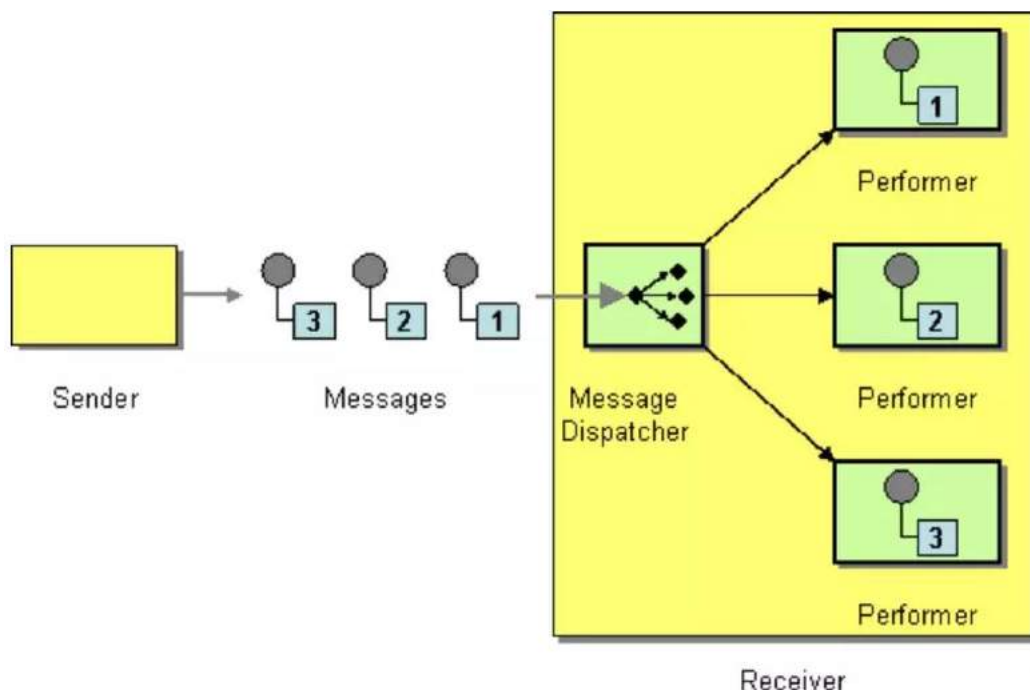 1
Performer
3 2 1
2
Sender
Messages
Message
Dispatcher
Performer
3
Performer
Receiver